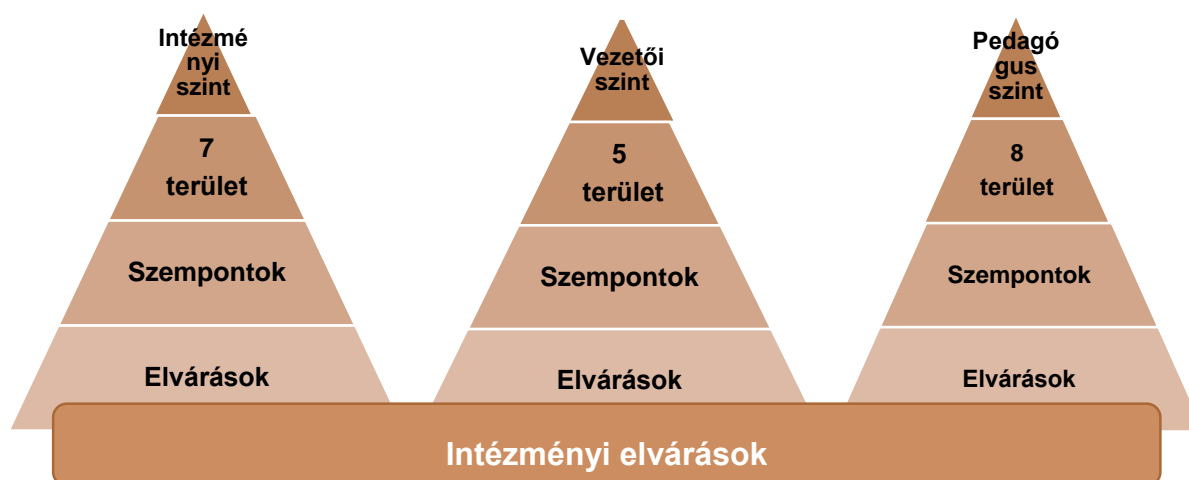 Intézmé
nyi
szint
7
terület
Szempontok
Elvárások
Vezetői
szint
5
terület
Szempontok
Elvárások
Pedagó
gus
szint
8
terület
Szempontok
Elvárások
Intézményi elvárások